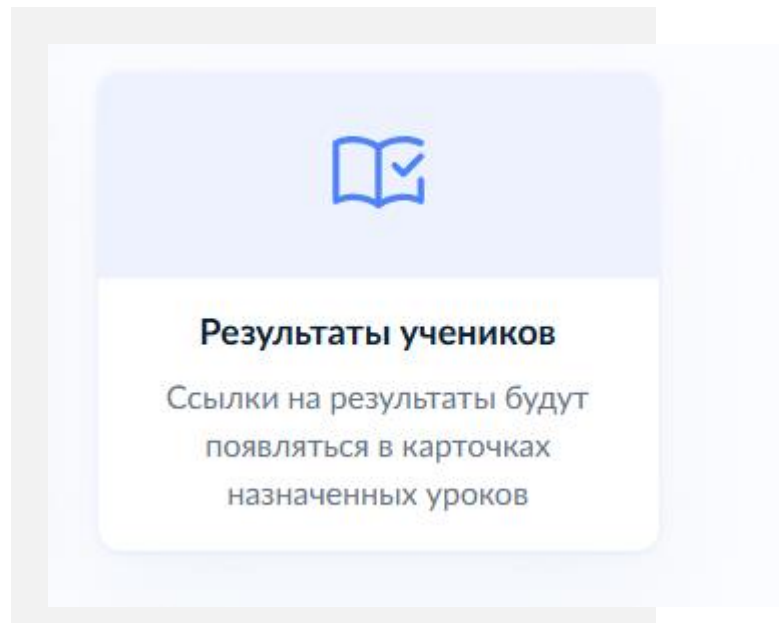 Результаты учеников
Ссылки на результаты будут
появляться в карточках
назначенных уроков